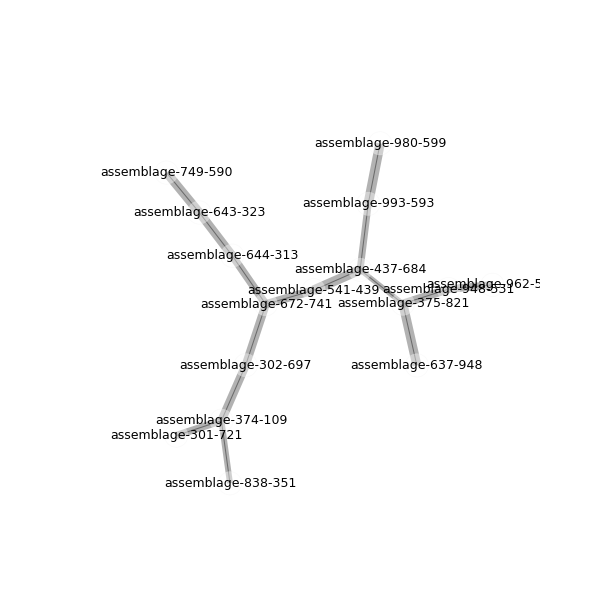 assemblage-980-599
assemblage-749-590
assemblage-993-593
assemblage-643-323
assemblage-644-313
assemblage-437-684
assemblage-962-5
assemblage-541-439
assemblage-948-531
assemblage-672-741
assemblage-375-821
assemblage-302-697
assemblage-637-948
assemblage-374-109
assemblage-301-721
assemblage-838-351